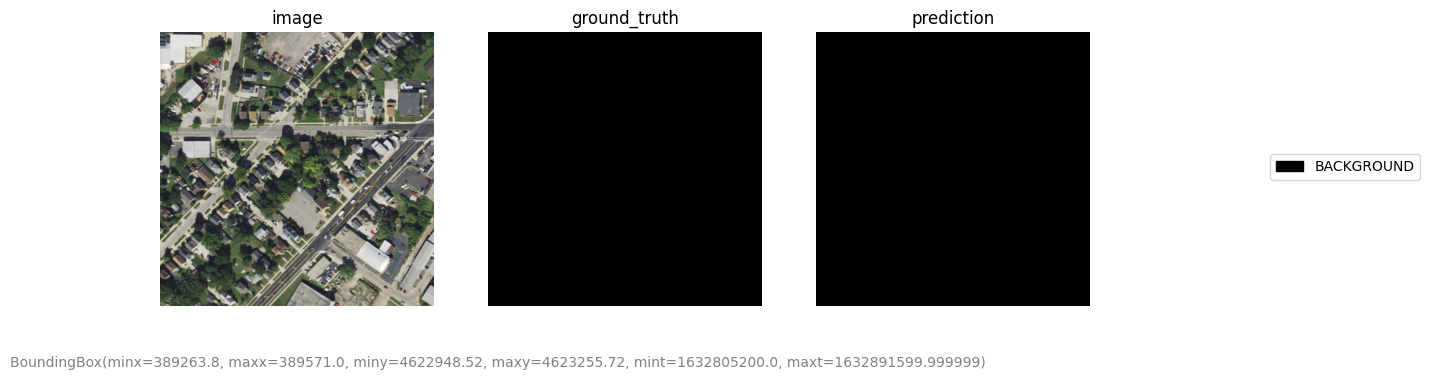 image
ground_truth
prediction
BACKGROUND
BoundingBox(minx=389263.8, maxx=389571.0, miny=4622948.52, maxy=4623255.72, mint=1632805200.0, maxt=1632891599.999999)